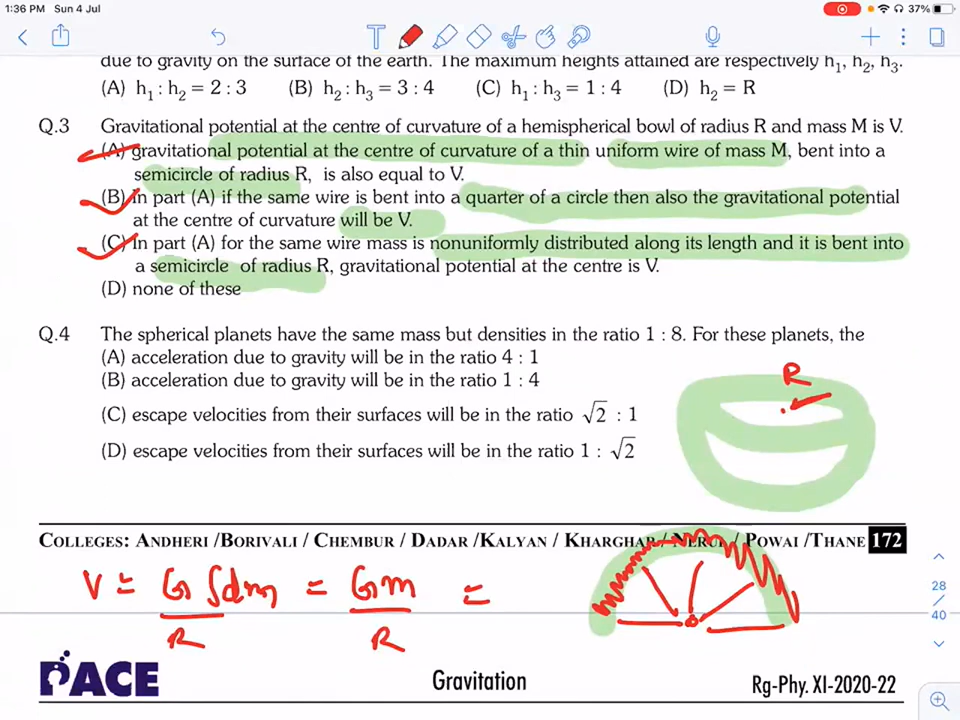 1:36 PM Sun 4 Jul 37%
due to gravity on the surface of the earth. The maximum heights attained are respectively h₁, h₂, h₃.
(A) h₁ : h₂ = 2 : 3 (B) h₂ : h₃ = 3 : 4 (C) h₁ : h₃ = 1 : 4 (D) h₂ = R
Q.3 Gravitational potential at the centre of curvature of a hemispherical bowl of radius R and mass M is V.
(A) gravitational potential at the centre of curvature of a thin uniform wire of mass M, bent into a
semicircle of radius R, is also equal to V.
(B) In part (A) if the same wire is bent into a quarter of a circle then also the gravitational potential
at the centre of curvature will be V.
(C) In part (A) for the same wire mass is nonuniformly distributed along its length and it is bent into
a semicircle of radius R, gravitational potential at the centre is V.
(D) none of these
Q.4 The spherical planets have the same mass but densities in the ratio 1 : 8. For these planets, the
(A) acceleration due to gravity will be in the ratio 4 : 1
(B) acceleration due to gravity will be in the ratio 1 : 4
R
(C) escape velocities from their surfaces will be in the ratio √2 : 1
(D) escape velocities from their surfaces will be in the ratio 1 : √2
COLLEGES: ANDHERI /BORIVALI / CHEMBUR / DADAR /KALYAN / KHARGHAR / NERUL / POWAI /THANE 172
V = G∫dm/R = Gm/R =
28
/
40
PACE Gravitation Rg-Phy. XI-2020-22